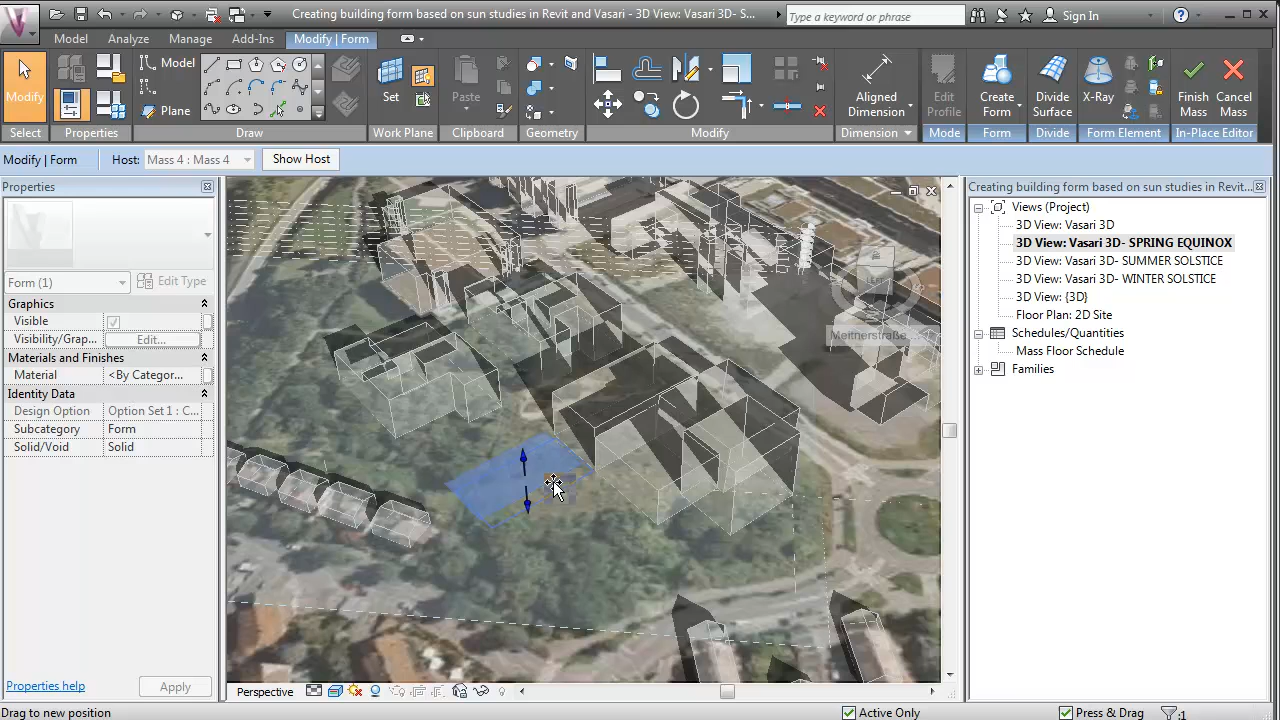 Creating building form based on sun studies in Revit and Vasari - 3D View: Vasari 3D- S...
Type a keyword or phrase
Sign In
Model
Analyze
Manage
Add-Ins
Modify | Form
Modify
Model
Plane
Set
Paste
Aligned
Dimension
Edit
Profile
Create
Form
Divide
Surface
X-Ray
Finish
Mass
Cancel
Mass
Select
Properties
Draw
Work Plane
Clipboard
Geometry
Modify
Dimension
Mode
Form
Divide
Form Element
In-Place Editor
Modify | Form
Host:
Mass 4 : Mass 4
Show Host
Properties
Form (1)
Edit Type
Graphics
Visible
Visibility/Grap...
Edit...
Materials and Finishes
Material
<By Categor...
Identity Data
Design Option
Option Set 1 : C...
Subcategory
Form
Solid/Void
Solid
Properties help
Apply
LEFT
Meitnerstraße ...
Creating building form based on sun studies in Revit...
Views (Project)
3D View: Vasari 3D
3D View: Vasari 3D- SPRING EQUINOX
3D View: Vasari 3D- SUMMER SOLSTICE
3D View: Vasari 3D- WINTER SOLSTICE
3D View: {3D}
Floor Plan: 2D Site
Schedules/Quantities
Mass Floor Schedule
Families
Perspective
Drag to new position
Active Only
Press & Drag
:1